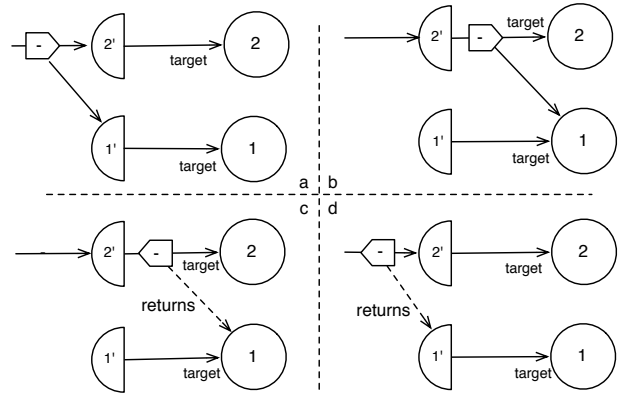 - 2' target 2
1' target 1
a
2' - target 2
1' target 1
b
c
2' - target 2
returns
1' target 1
d
- 2' target 2
returns
1' target 1